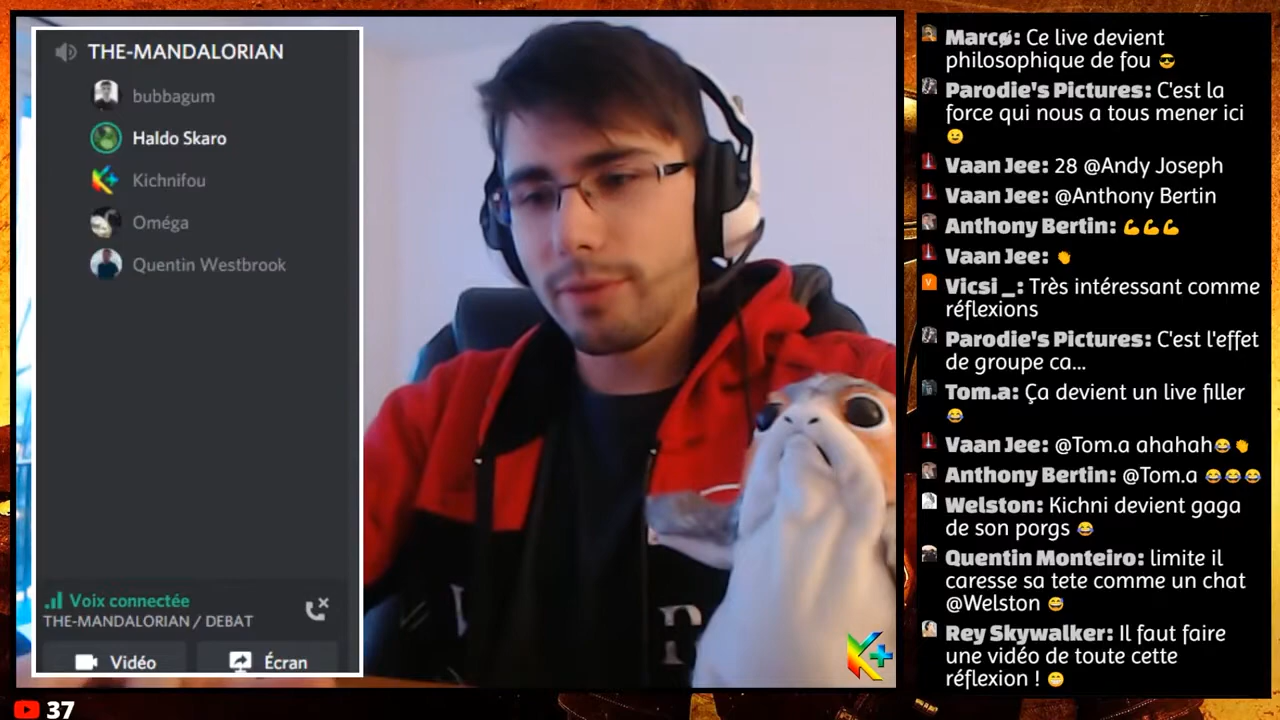 THE-MANDALORIAN
bubbagum
Haldo Skaro
Kichnifou
Oméga
Quentin Westbrook
Voix connectée
THE-MANDALORIAN / DEBAT
Vidéo
Écran
37
Marcø: Ce live devient
philosophique de fou 😎
Parodie's Pictures: C'est la
force qui nous a tous mener ici
😉
Vaan Jee: 28 @Andy Joseph
Vaan Jee: @Anthony Bertin
Anthony Bertin: 💪💪💪
Vaan Jee: 👏
Vicsi _: Très intéressant comme
réflexions
Parodie's Pictures: C'est l'effet
de groupe ca...
Tom.a: Ça devient un live filler
😂
Vaan Jee: @Tom.a ahahah😂👏
Anthony Bertin: @Tom.a 😂😂😂
Welston: Kichni devient gaga
de son porgs 😂
Quentin Monteiro: limite il
caresse sa tete comme un chat
@Welston 😅
Rey Skywalker: Il faut faire
une vidéo de toute cette
réflexion ! 😁
K+